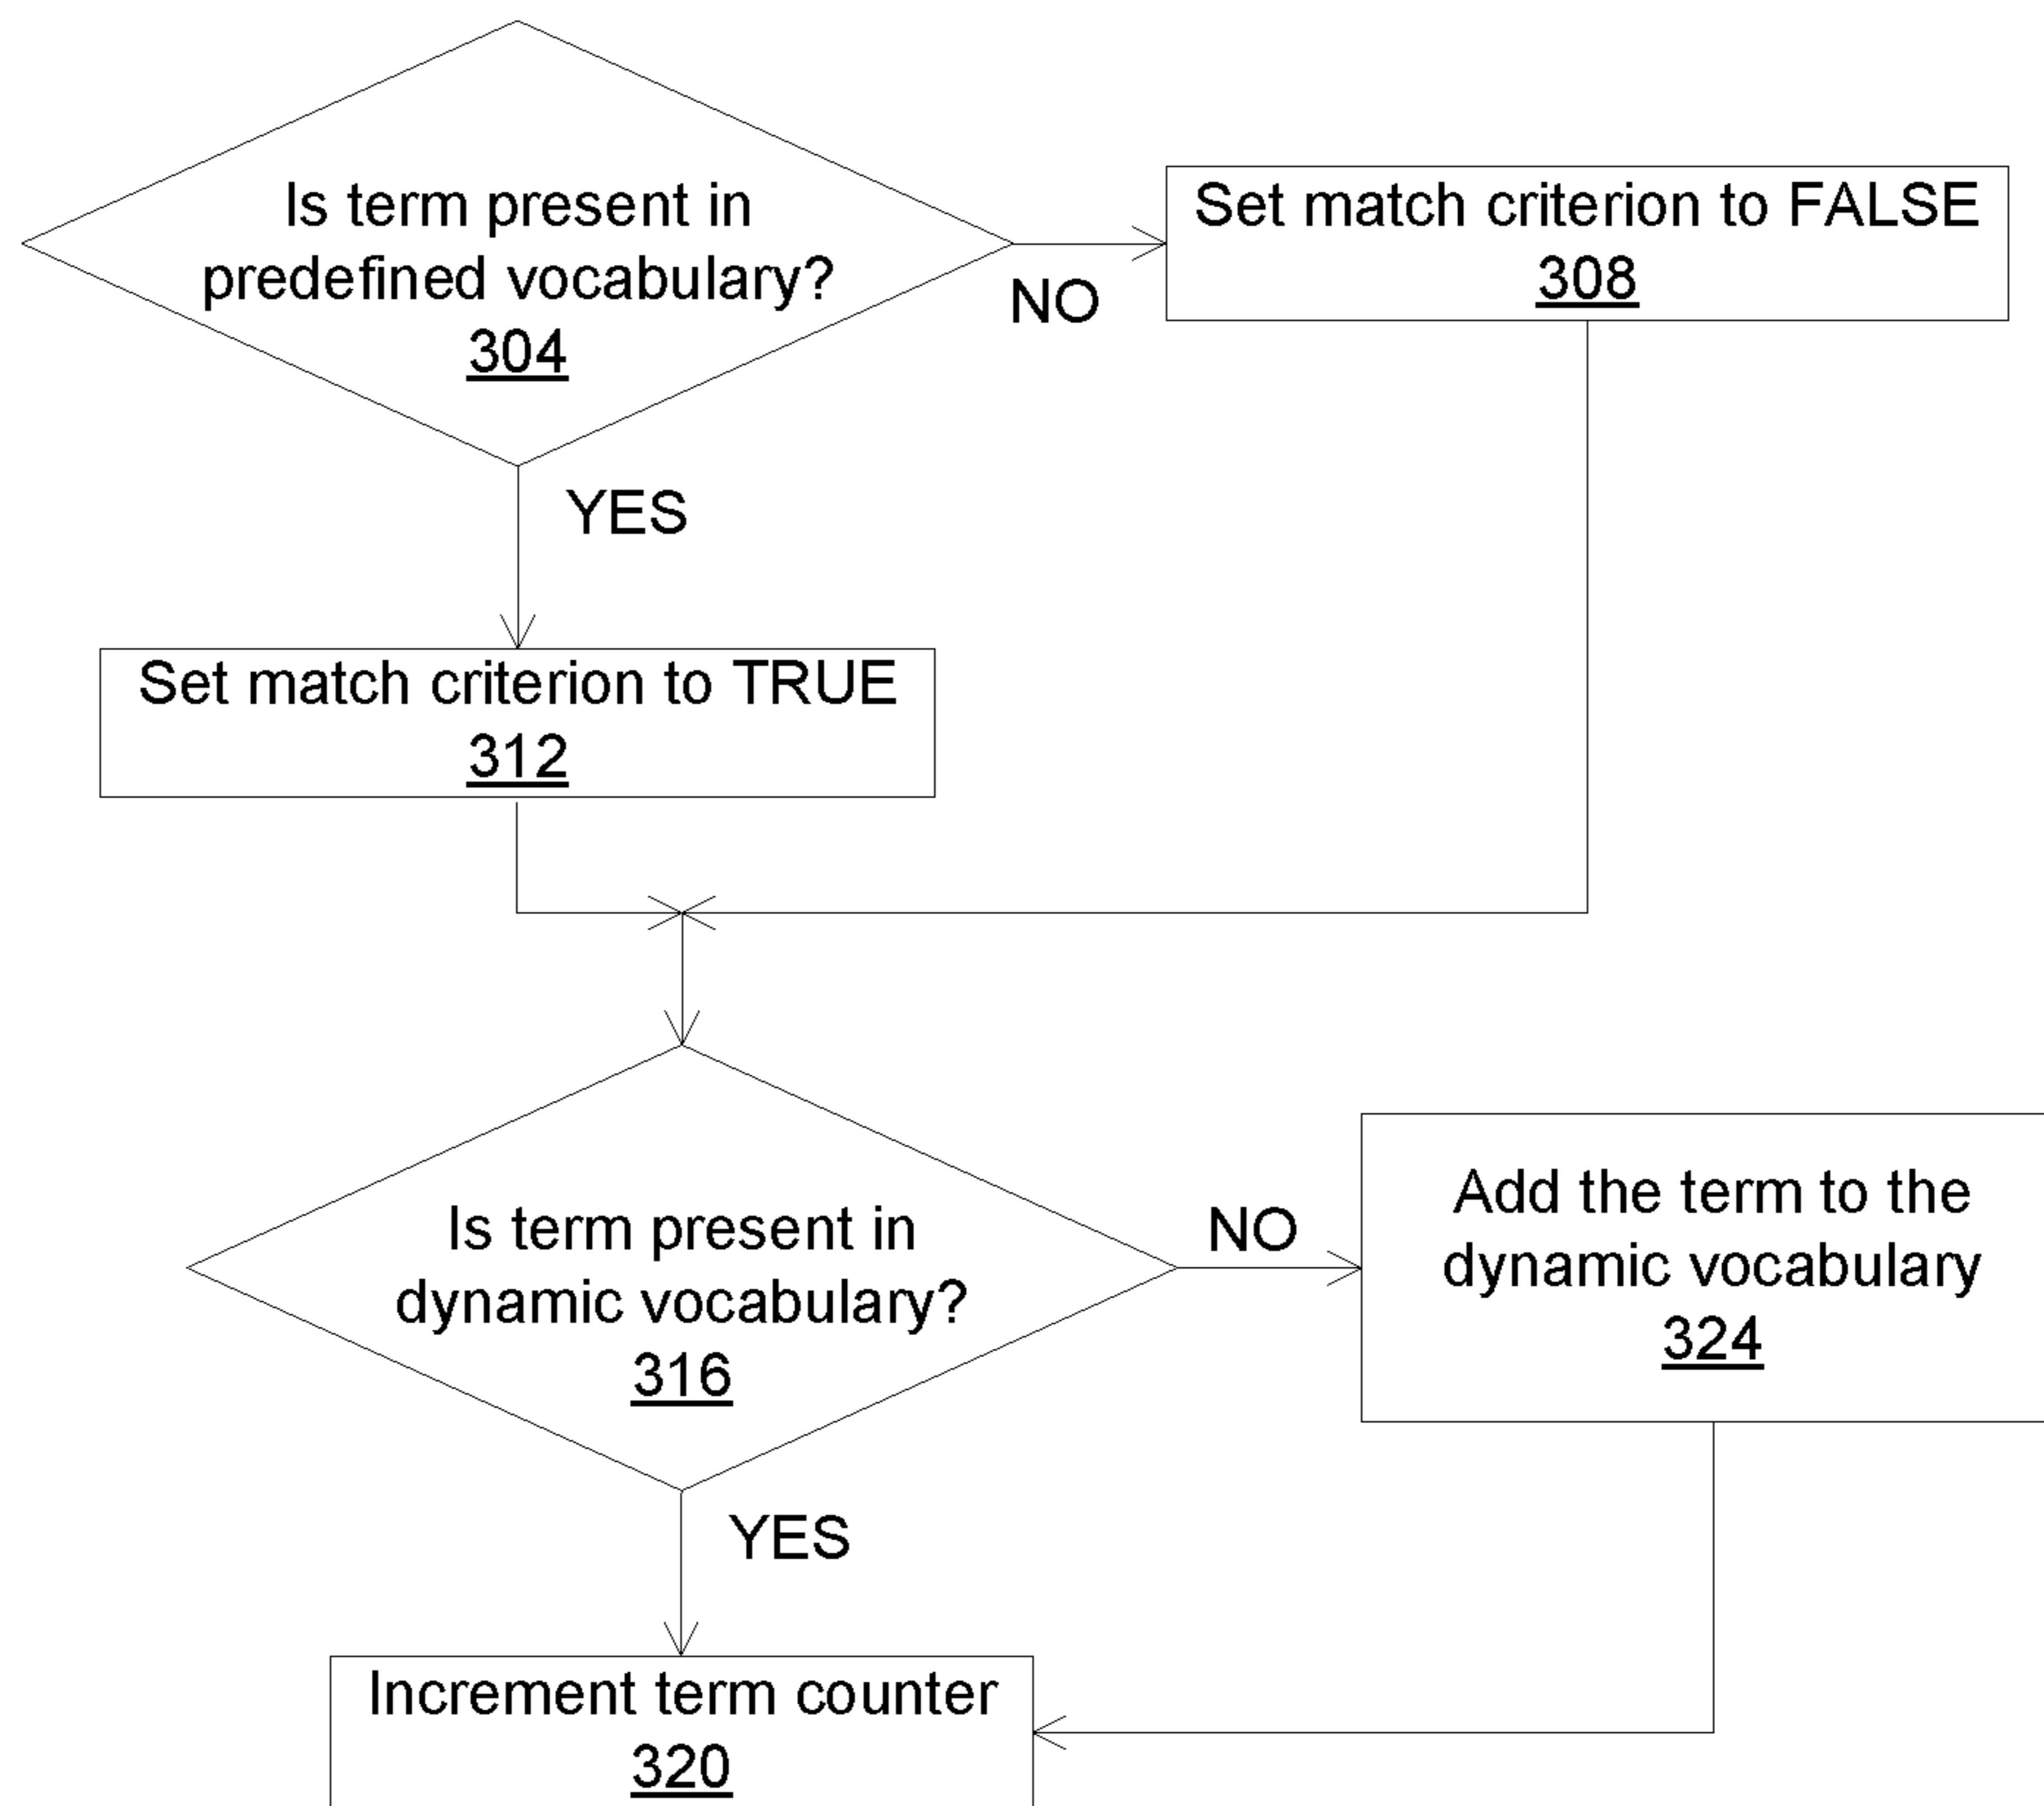 Is term present in
predefined vocabulary?
304
NO
Set match criterion to FALSE
308
YES
Set match criterion to TRUE
312
Is term present in
dynamic vocabulary?
316
NO
Add the term to the
dynamic vocabulary
324
YES
Increment term counter
320